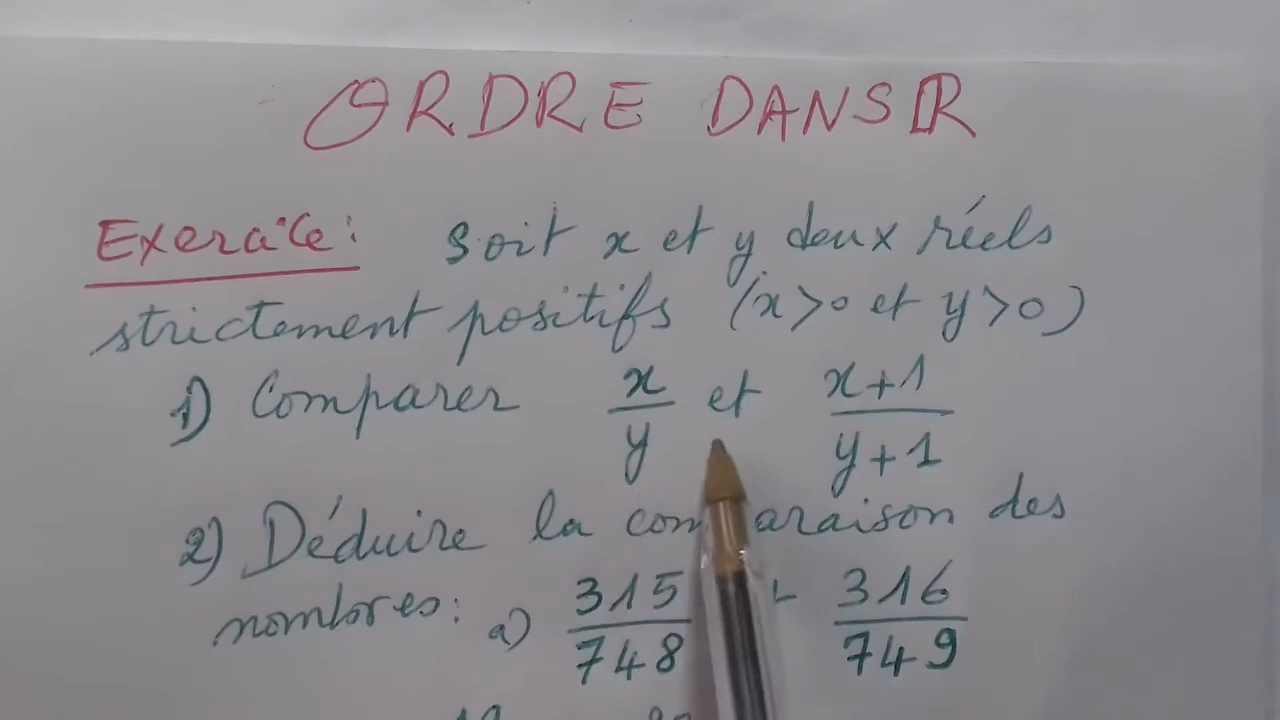 ORDRE DANS ℝ
Exercice: Soit x et y deux réels
strictement positifs (x>0 et y>0)
1) Comparer x/y et x+1/y+1
2) Déduire la comparaison des
nombres: a) 315/748 316/749